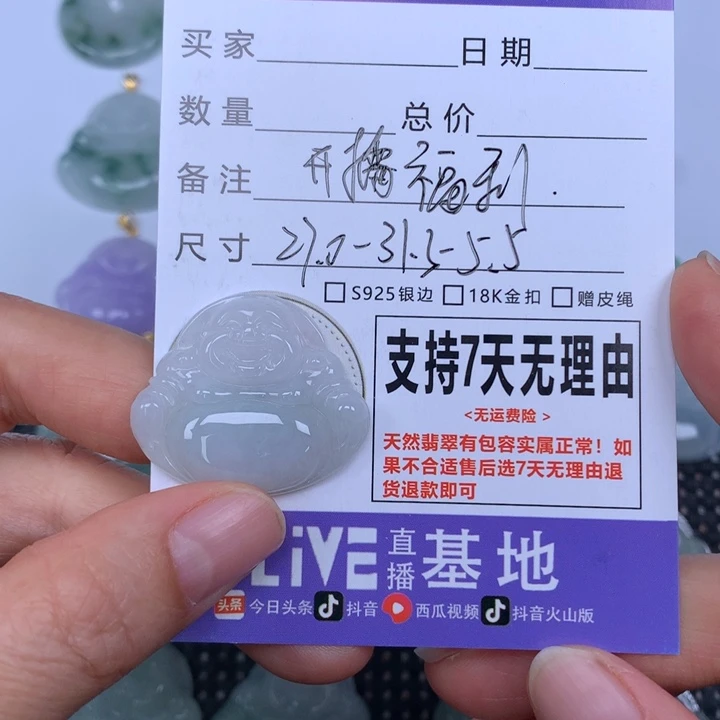 买家 日期
数量 总价
备注 开播福利.
尺寸 27.0-31.5-5.5
S925银边 18K金扣 赠皮绳
支持7天无理由
<无运费险>
天然翡翠有包容实属正常！如
果不合适售后选7天无理由退
货退款即可
LiVE 直播 基地
头条 今日头条 抖音 西瓜视频 抖音火山版